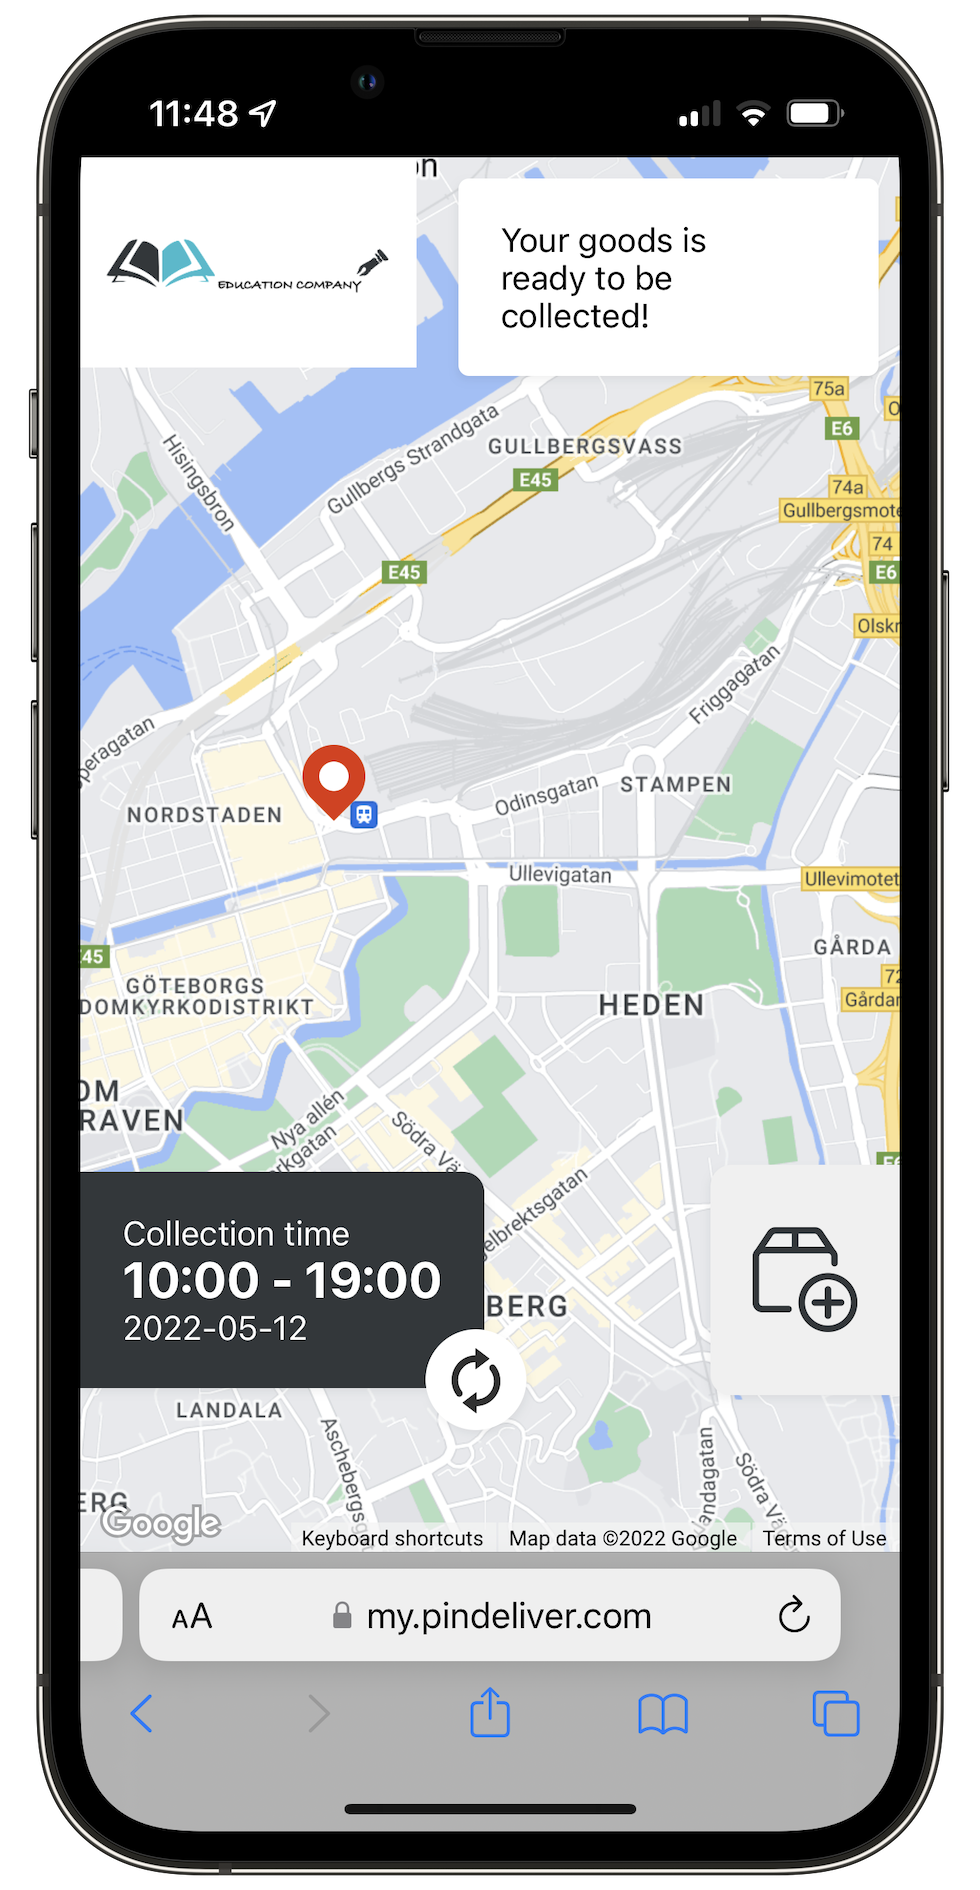 11:48
EDUCATION COMPANY
Your goods is
ready to be
collected!
75a
E6
GULLBERGSVASS
Gullbergs Strandgata
E45
Hisingsbron
74a
Gullbergsmote
74
E45
E6
Olskr
Friggagatan
peragatan
NORDSTADEN
Odinsgatan
STAMPEN
Ullevigatan
Ullevimotet
GÅRDA
45
72
GÖTEBORGS
DOMKYRKODISTRIKT
HEDEN
Gårdar
OM
RAVEN
Nya allén
rkgatan
Södra Vä
elbrektsgatan
Collection time
10:00 - 19:00
2022-05-12
BERG
LANDALA
Aschebergsg
landagatan
Södra Vä
ERG
Google
Keyboard shortcuts
Map data ©2022 Google
Terms of Use
AA
my.pindeliver.com